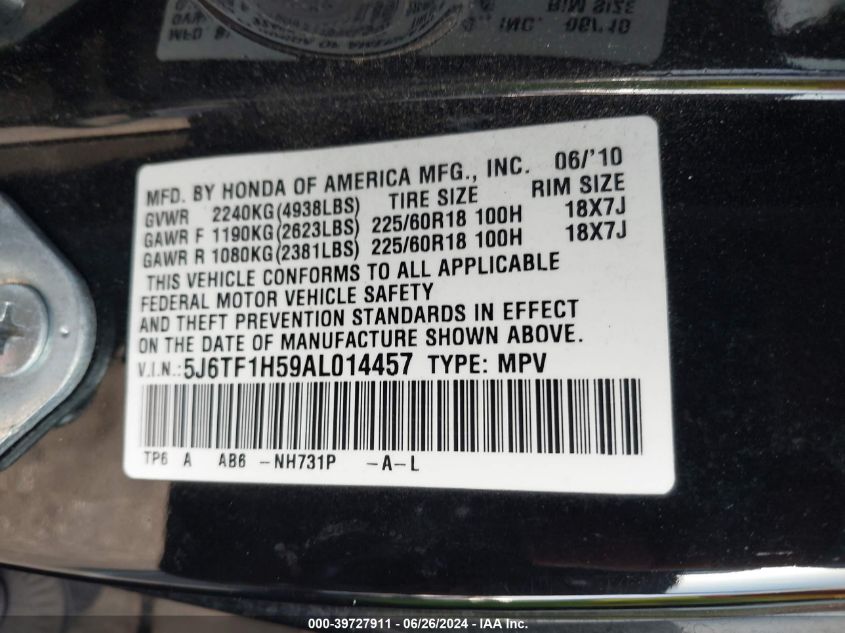 MFD. BY HONDA OF AMERICA MFG., INC. 06/'10
GVWR 2240KG(4938LBS) TIRE SIZE RIM SIZE
GAWR F 1190KG(2623LBS) 225/60R18 100H 18X7J
GAWR R 1080KG(2381LBS) 225/60R18 100H 18X7J
THIS VEHICLE CONFORMS TO ALL APPLICABLE
FEDERAL MOTOR VEHICLE SAFETY
AND THEFT PREVENTION STANDARDS IN EFFECT
ON THE DATE OF MANUFACTURE SHOWN ABOVE.
V.I.N.:5J6TF1H59AL014457 TYPE: MPV
TP6 A AB6 -NH731P -A-L
000-39727911 - 06/26/2024 - IAA Inc.